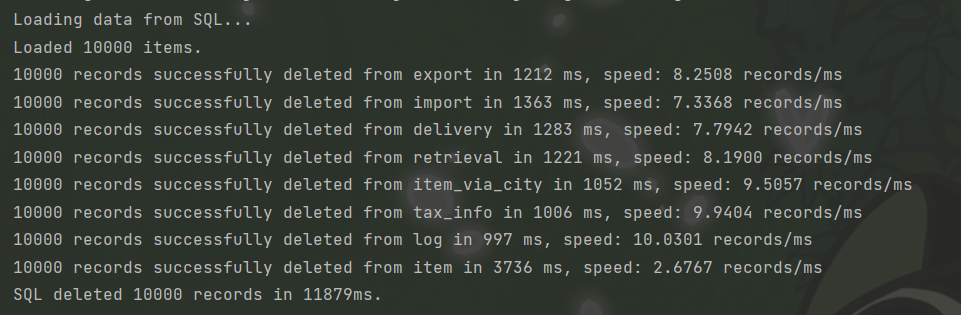 Loading data from SQL...
Loaded 10000 items.
10000 records successfully deleted from export in 1212 ms, speed: 8.2508 records/ms
10000 records successfully deleted from import in 1363 ms, speed: 7.3368 records/ms
10000 records successfully deleted from delivery in 1283 ms, speed: 7.7942 records/ms
10000 records successfully deleted from retrieval in 1221 ms, speed: 8.1900 records/ms
10000 records successfully deleted from item_via_city in 1052 ms, speed: 9.5057 records/ms
10000 records successfully deleted from tax_info in 1006 ms, speed: 9.9404 records/ms
10000 records successfully deleted from log in 997 ms, speed: 10.0301 records/ms
10000 records successfully deleted from item in 3736 ms, speed: 2.6767 records/ms
SQL deleted 10000 records in 11879ms.